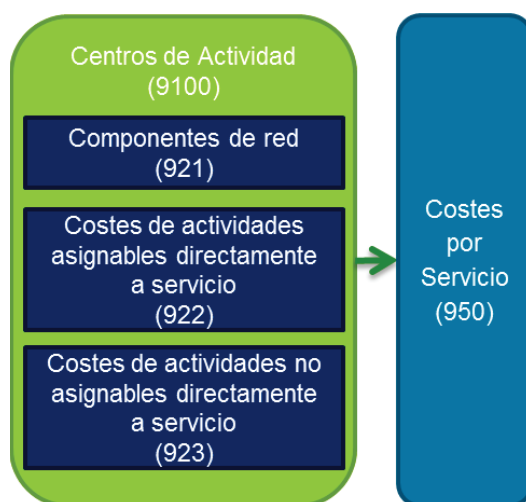 Centros de Actividad
(9100)
Componentes de red
(921)
Costes de actividades
asignables directamente
a servicio
(922)
Costes de actividades no
asignables directamente
a servicio
(923)
Costes
por
Servicio
(950)